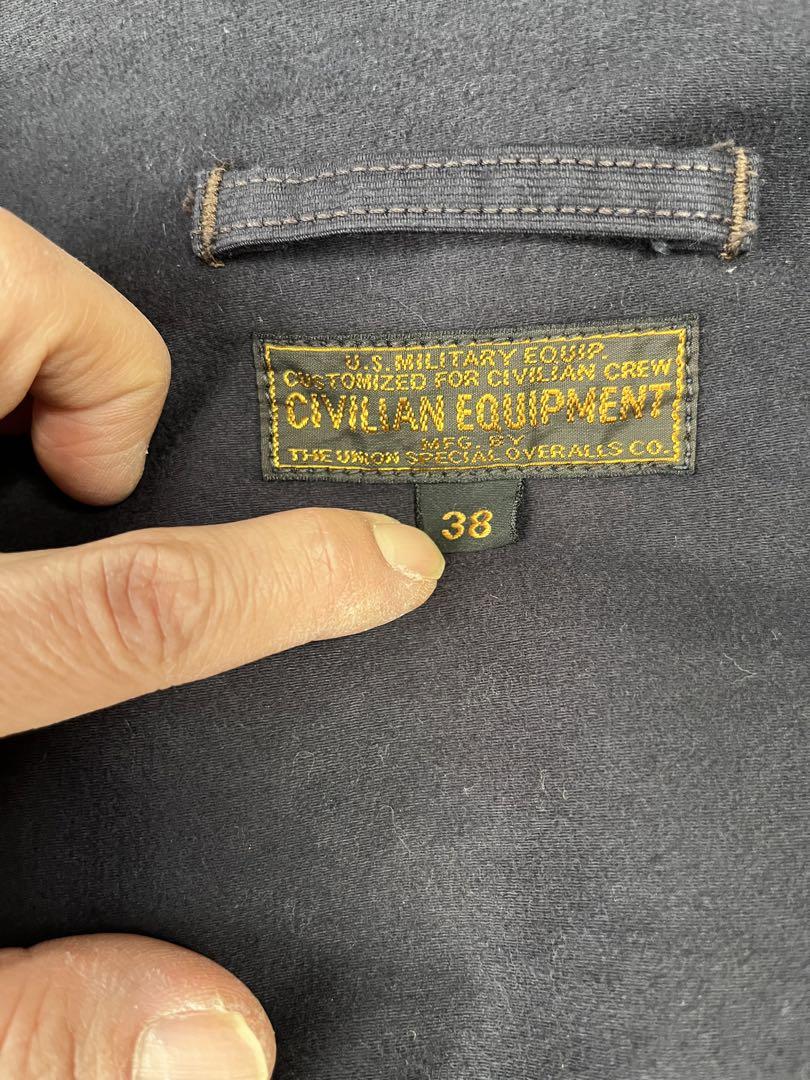 U.S. MILITARY EQUIP.
CUSTOMIZED FOR CIVILIAN CREW
CIVILIAN EQUIPMENT
MFG. BY
THE UNION SPECIAL OVERALLS CO.
38